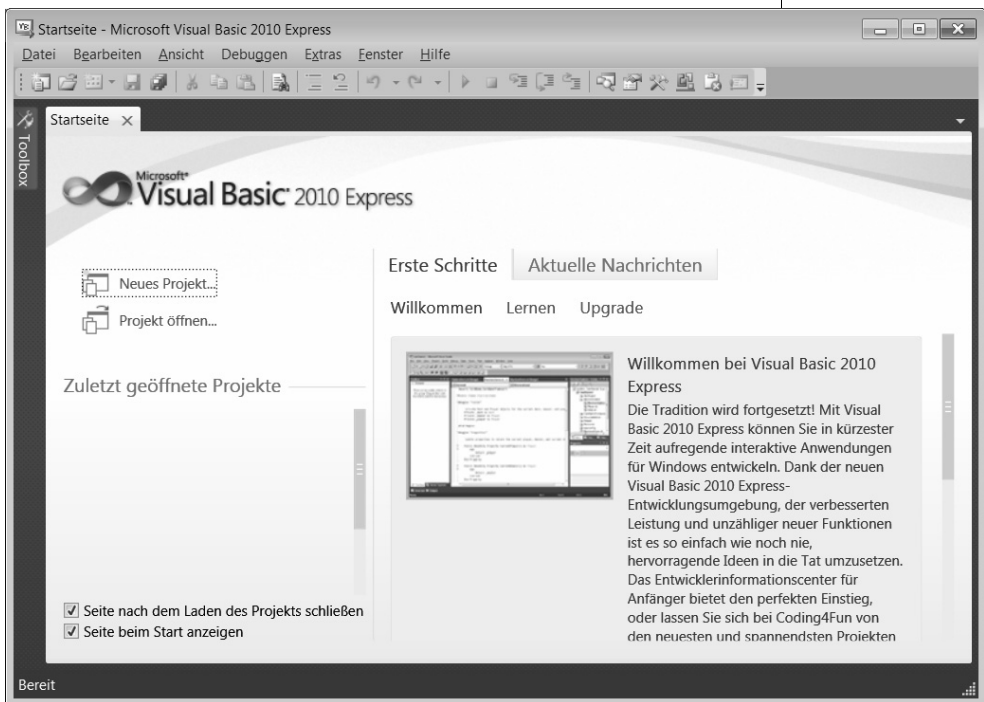 Startseite - Microsoft Visual Basic 2010 Express
Datei Bearbeiten Ansicht Debuggen Extras Fenster Hilfe
Toolbox
Startseite
Microsoft®
Visual Basic® 2010 Express
Neues Projekt...
Projekt öffnen...
Zuletzt geöffnete Projekte
Seite nach dem Laden des Projekts schließen
Seite beim Start anzeigen
Erste Schritte Aktuelle Nachrichten
Willkommen Lernen Upgrade
Willkommen bei Visual Basic 2010
Express
Die Tradition wird fortgesetzt! Mit Visual
Basic 2010 Express können Sie in kürzester
Zeit aufregende interaktive Anwendungen
für Windows entwickeln. Dank der neuen
Visual Basic 2010 Express-
Entwicklungsumgebung, der verbesserten
Leistung und unzähliger neuer Funktionen
ist es so einfach wie noch nie,
hervorragende Ideen in die Tat umzusetzen.
Das Entwicklerinformationscenter für
Anfänger bietet den perfekten Einstieg,
oder lassen Sie sich bei Coding4Fun von
den neuesten und spannendsten Projekten
Bereit